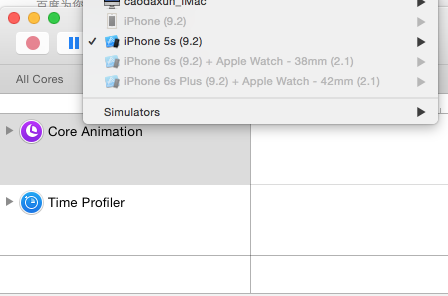 caodaxun_iMac
iPhone (9.2)
✓ iPhone 5s (9.2)
iPhone 6s (9.2) + Apple Watch - 38mm (2.1)
iPhone 6s Plus (9.2) + Apple Watch - 42mm (2.1)
All Cores
Simulators
Core Animation
Time Profiler